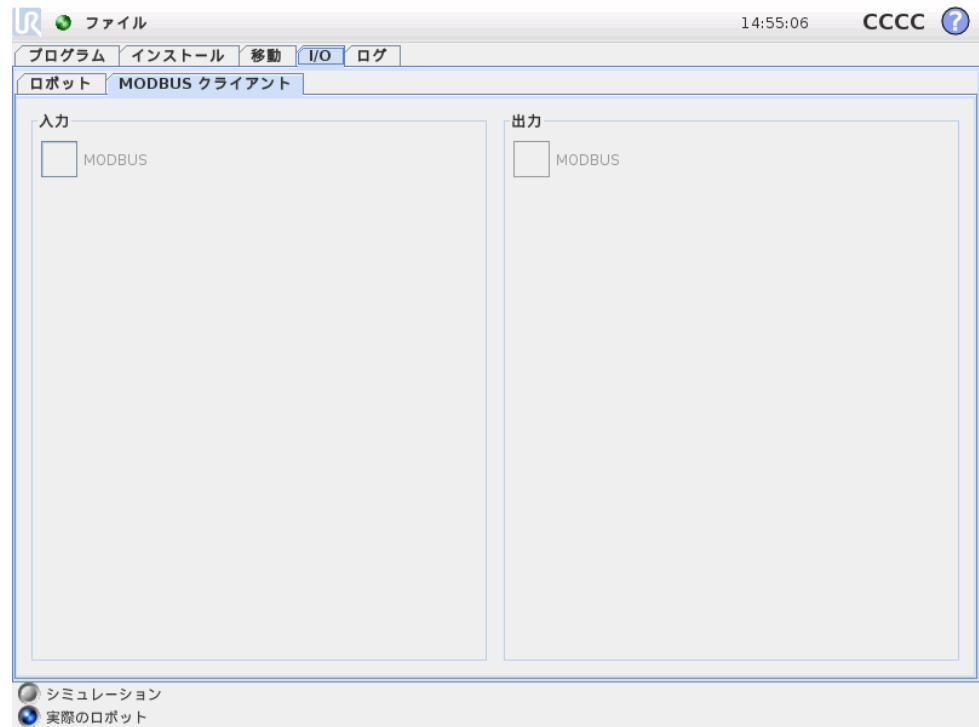 UR ファイル 14:55:06 CCCC ?
プログラム インストール 移動 I/O ログ
ロボット MODBUS クライアント
入力 出力
MODBUS MODBUS
シミュレーション
実際のロボット